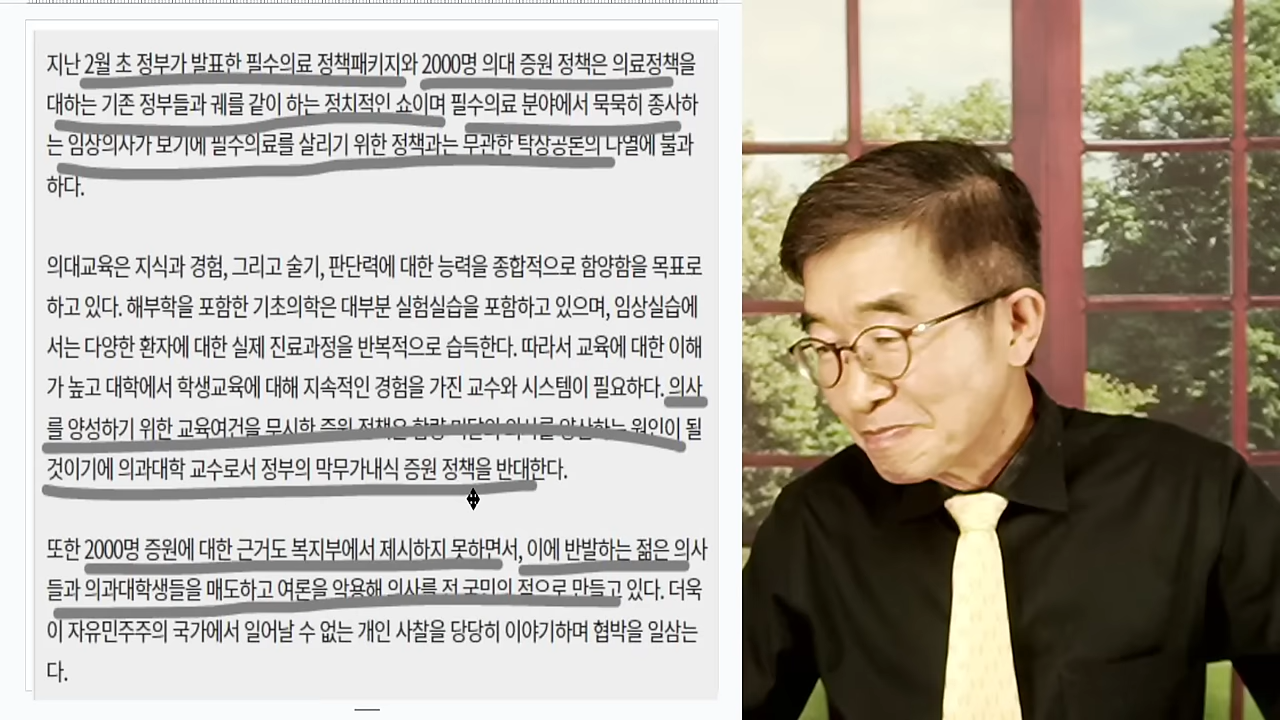 지난 2월 초 정부가 발표한 필수의료 정책패키지와 2000명 의대 증원 정책은 의료정책을
대하는 기존 정부들과 궤를 같이 하는 정치적인 쇼이며 필수의료 분야에서 묵묵히 종사하
는 임상의사가 보기에 필수의료를 살리기 위한 정책과는 무관한 탁상공론의 나열에 불과
하다.
의대교육은 지식과 경험, 그리고 술기, 판단력에 대한 능력을 종합적으로 함양함을 목표로
하고 있다. 해부학을 포함한 기초의학은 대부분 실험실습을 포함하고 있으며, 임상실습에
서는 다양한 환자에 대한 실제 진료과정을 반복적으로 습득한다. 따라서 교육에 대한 이해
가 높고 대학에서 학생교육에 대해 지속적인 경험을 가진 교수와 시스템이 필요하다. 의사
를 양성하기 위한 교육여건을 무시한 증원 정책은 함량 미달의 의사를 양산하는 원인이 될
것이기에 의과대학 교수로서 정부의 막무가내식 증원 정책을 반대한다.
또한 2000명 증원에 대한 근거도 복지부에서 제시하지 못하면서, 이에 반발하는 젊은 의사
들과 의과대학생들을 매도하고 여론을 악용해 의사를 전 국민의 적으로 만들고 있다. 더욱
이 자유민주주의 국가에서 일어날 수 없는 개인 사찰을 당당히 이야기하며 협박을 일삼는
다.